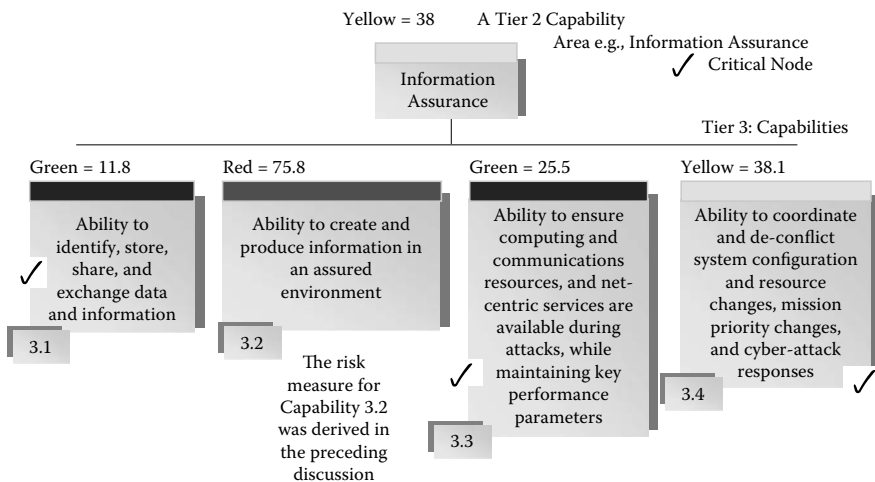 Yellow = 38
A Tier 2 Capability
Area e.g., Information Assurance
Critical Node
Information
Assurance
Tier 3: Capabilities
Green = 11.8
Ability to
identify, store,
share, and
exchange data
and information
3.1
Red = 75.8
Ability to create and
produce information in
an assured
environment
3.2
The risk
measure for
Capability 3.2
was derived in
the preceding
discussion
Green = 25.5
Ability to ensure
computing and
communications
resources, and net-
centric services are
available during
attacks, while
maintaining key
performance
parameters
3.3
Yellow = 38.1
Ability to coordinate
and de-conflict
system configuration
and resource
changes, mission
priority changes,
and cyber-attack
responses
3.4